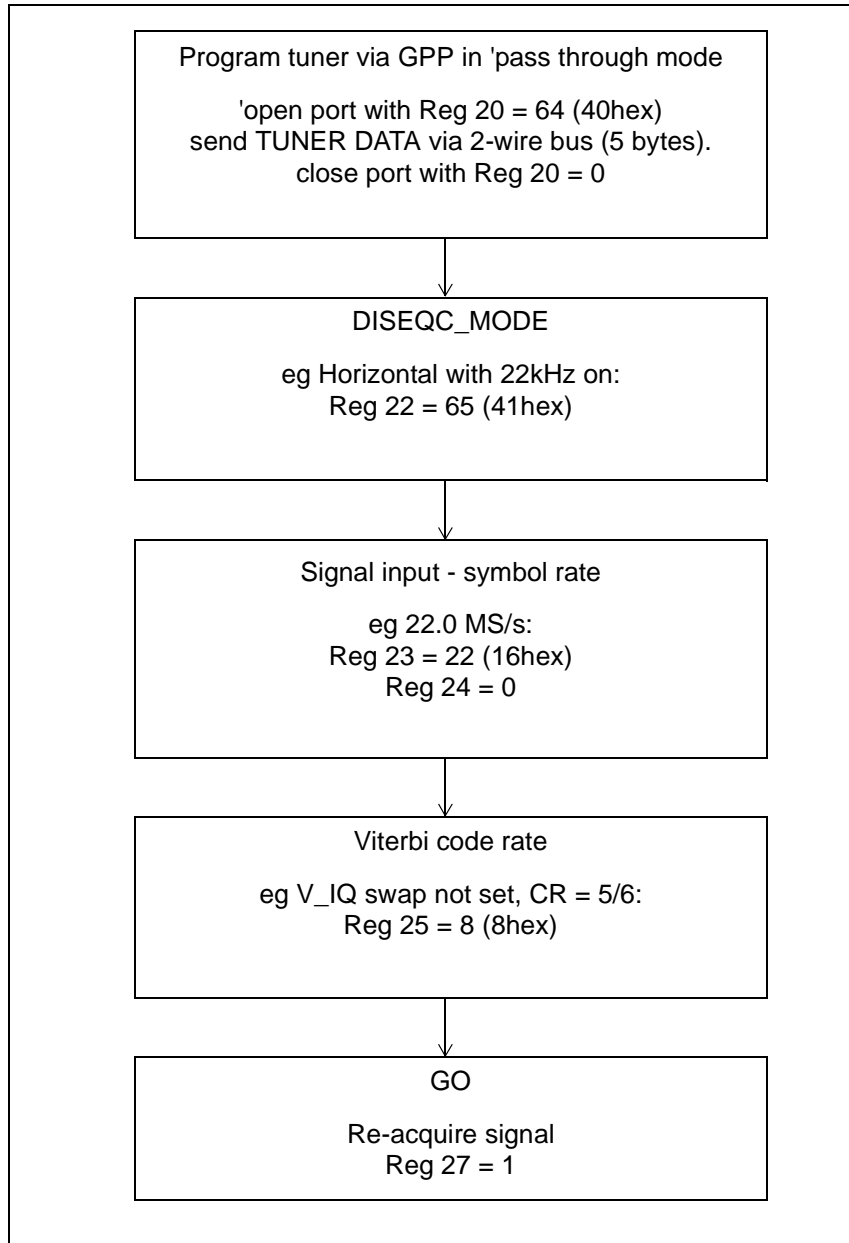 Program tuner via GPP in 'pass through mode
'open port with Reg 20 = 64 (40hex)
send TUNER DATA via 2-wire bus (5 bytes).
close port with Reg 20 = 0
DISEQC_MODE
eg Horizontal with 22kHz on:
Reg 22 = 65 (41hex)
Signal input - symbol rate
eg 22.0 MS/s:
Reg 23 = 22 (16hex)
Reg 24 = 0
Viterbi code rate
eg V_IQ swap not set, CR = 5/6:
Reg 25 = 8 (8hex)
GO
Re-acquire signal
Reg 27 = 1